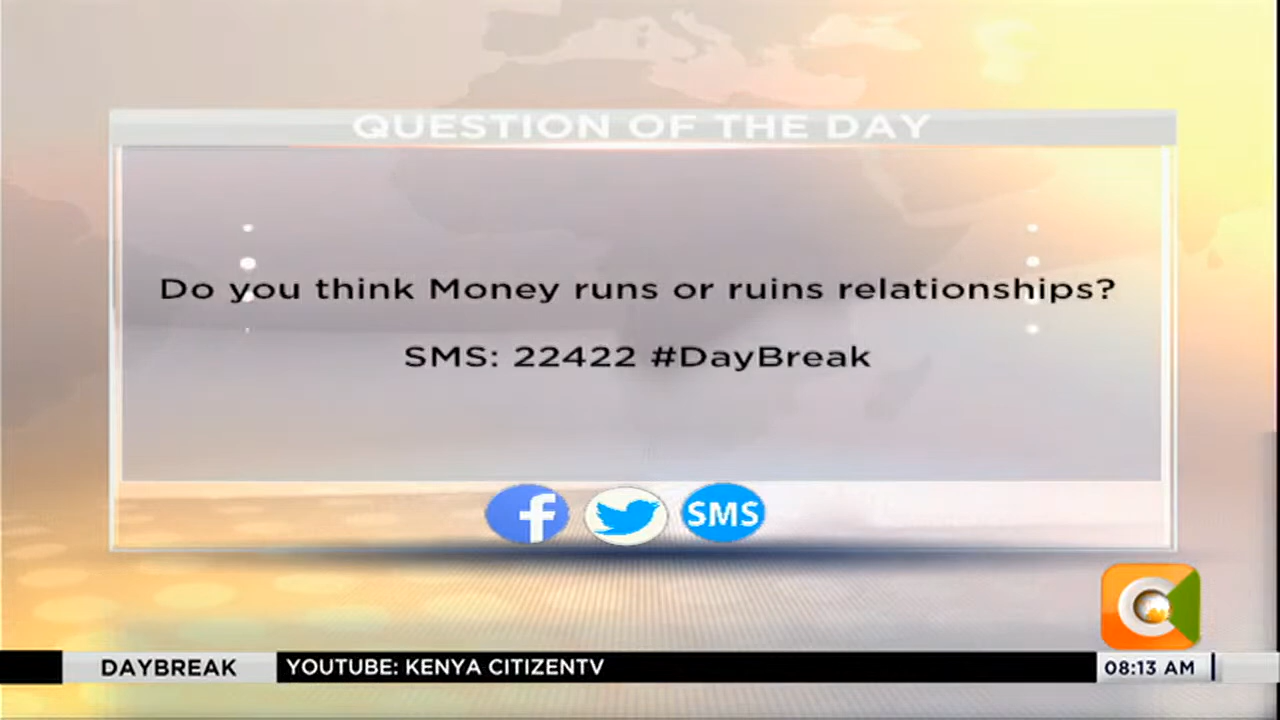 QUESTION OF THE DAY
Do you think Money runs or ruins relationships?
SMS: 22422 #DayBreak
f
SMS
C
DAYBREAK
YOUTUBE: KENYA CITIZENTV
08:13 AM